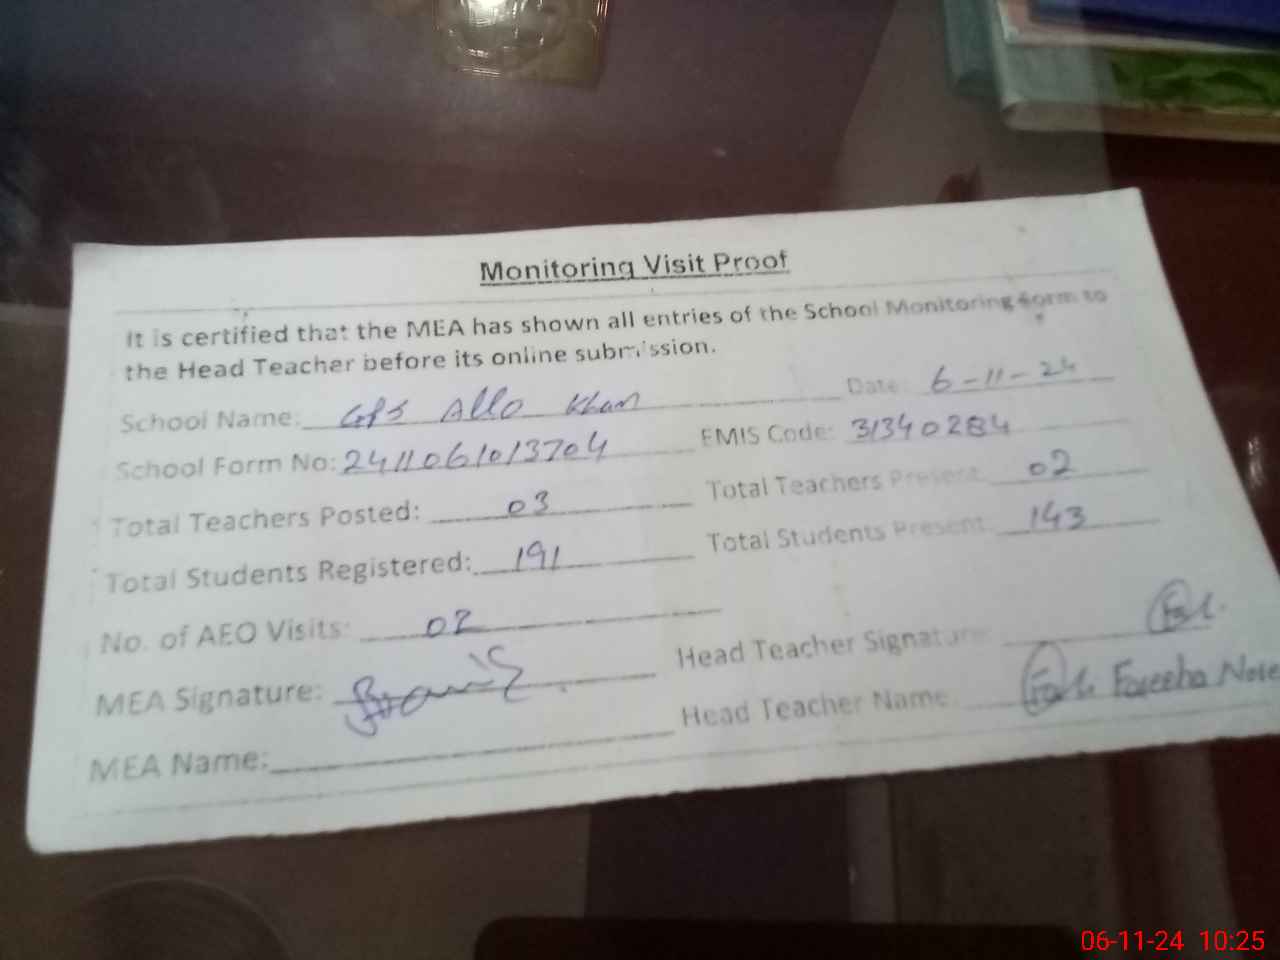 Monitoring Visit Proof
It is certified that the MEA has shown all entries of the School Monitoring form to
the Head Teacher before its online submission.
School Name: GPS Allo Khan Date: 6-11-24
School Form No: 2411061013704 EMIS Code: 31340284
Total Teachers Posted: 03 Total Teachers Present: 02
Total Students Registered: 191 Total Students Present: 143
No. of AEO Visits: 02
MEA Signature: Head Teacher Signature:
MEA Name: Head Teacher Name: Fareeha
06-11-24 10:25